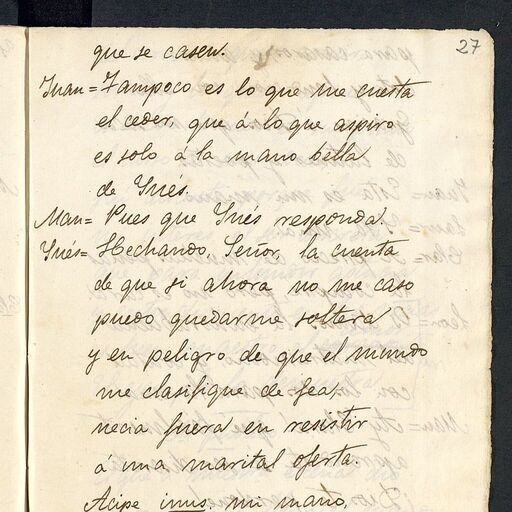 27
que se casen.
Juan= Tampoco es lo que me cuesta
el ceder, que á lo que aspiro
es solo á la mano bella
de Inés.
Man= Pues que Inés responda.
Inés= Hechando, Señor, la cuenta
de que si ahora no me caso
puedo quedarme soltera
y en peligro de que el mundo
me clasifique de fea,
necia fuera en resistir
á una marital oferta.
Acipe inus, mi mano,